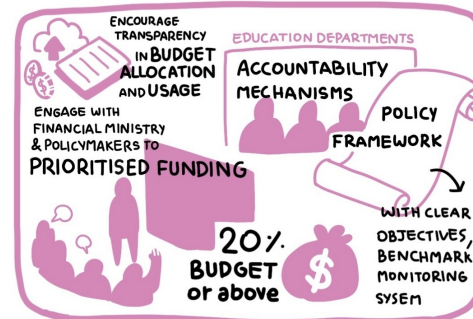 ENCOURAGE
TRANSPARENCY
IN BUDGET
ALLOCATION
AND USAGE
ENGAGE WITH
FINANCIAL MINISTRY
& POLICYMAKERS TO
PRIORITISED FUNDING
EDUCATION DEPARTMENTS
ACCOUNTABILITY
MECHANISMS
POLICY
FRAMEWORK
WITH CLEAR
OBJECTIVES,
BENCHMARK
MONITORING
SYSEM
20%
BUDGET
or above
$